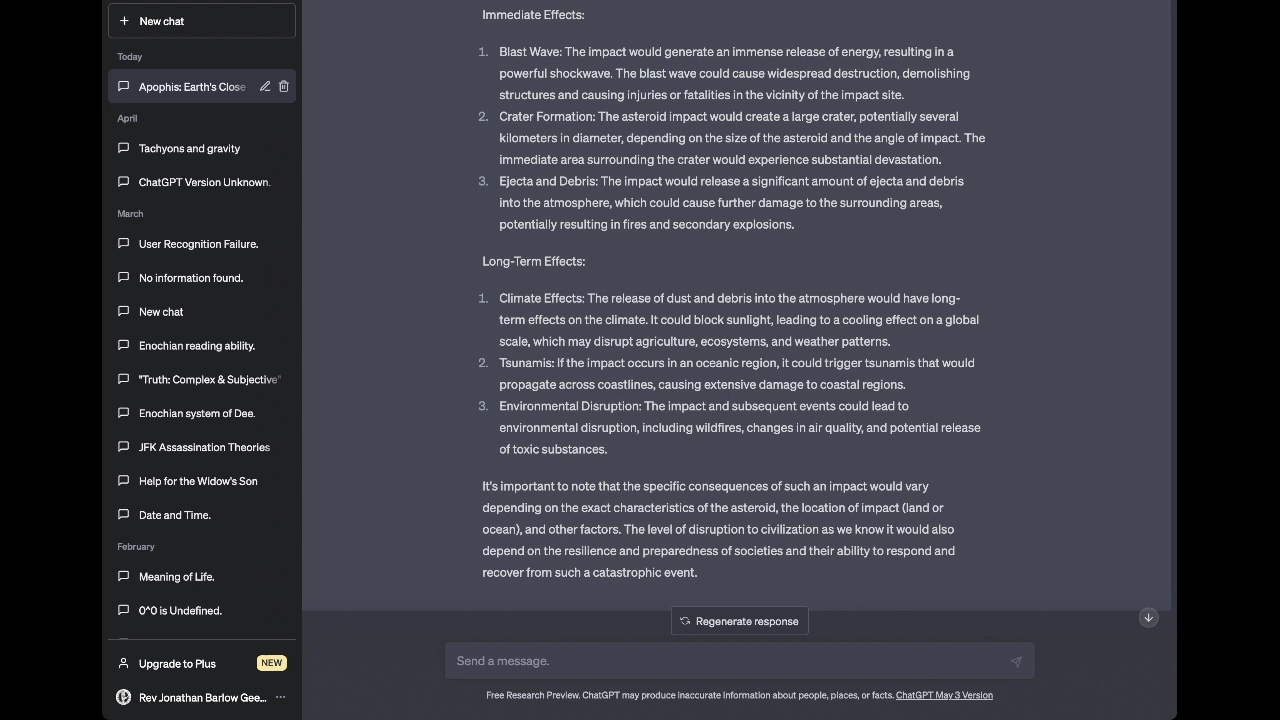 New chat
Today
Apophis: Earth's Close
April
Tachyons and gravity
ChatGPT Version Unknown.
March
User Recognition Failure.
No information found.
New chat
Enochian reading ability.
"Truth: Complex & Subjective"
Enochian system of Dee.
JFK Assassination Theories
Help for the Widow's Son
Date and Time.
February
Meaning of Life.
0^0 is Undefined.
Upgrade to Plus NEW
Rev Jonathan Barlow Gee...
Immediate Effects:
1. Blast Wave: The impact would generate an immense release of energy, resulting in a
powerful shockwave. The blast wave could cause widespread destruction, demolishing
structures and causing injuries or fatalities in the vicinity of the impact site.
2. Crater Formation: The asteroid impact would create a large crater, potentially several
kilometers in diameter, depending on the size of the asteroid and the angle of impact. The
immediate area surrounding the crater would experience substantial devastation.
3. Ejecta and Debris: The impact would release a significant amount of ejecta and debris
into the atmosphere, which could cause further damage to the surrounding areas,
potentially resulting in fires and secondary explosions.
Long-Term Effects:
1. Climate Effects: The release of dust and debris into the atmosphere would have long-
term effects on the climate. It could block sunlight, leading to a cooling effect on a global
scale, which may disrupt agriculture, ecosystems, and weather patterns.
2. Tsunamis: If the impact occurs in an oceanic region, it could trigger tsunamis that would
propagate across coastlines, causing extensive damage to coastal regions.
3. Environmental Disruption: The impact and subsequent events could lead to
environmental disruption, including wildfires, changes in air quality, and potential release
of toxic substances.
It's important to note that the specific consequences of such an impact would vary
depending on the exact characteristics of the asteroid, the location of impact (land or
ocean), and other factors. The level of disruption to civilization as we know it would also
depend on the resilience and preparedness of societies and their ability to respond and
recover from such a catastrophic event.
Regenerate response
Send a message.
Free Research Preview. ChatGPT may produce inaccurate information about people, places, or facts. ChatGPT May 3 Version